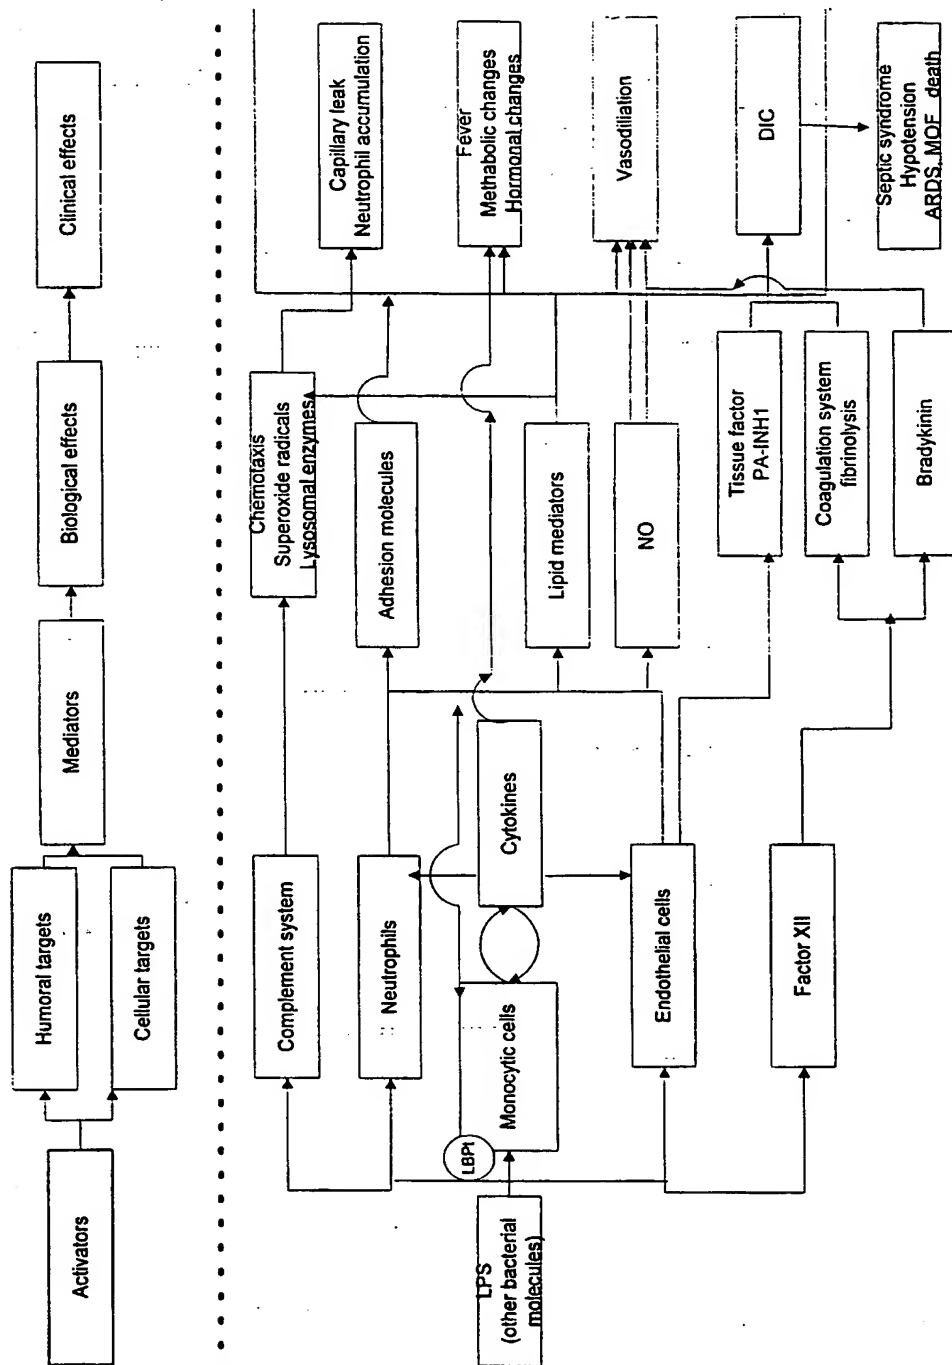 Activators
Humoral targets
Cellular targets
Mediators
Biological effects
Clinical effects
LPS
(other bacterial
molecules)
LBPt
Complement system
Neutrophils
Monocytic cells
Endothelial cells
Factor XII
Cytokines
Chemotaxis
Superoxide radicals
Lysosomal enzymes
Adhesion molecules
Lipid mediators
NO
Tissue factor
PA-INH1
Coagulation system
fibrinolysis
Bradykinin
Capillary leak
Neutrophil accumulation
Fever
Methabolic changes
Hormonal changes
Vasodiliation
DIC
Septic syndrome
Hypotension
ARDS, MOF death